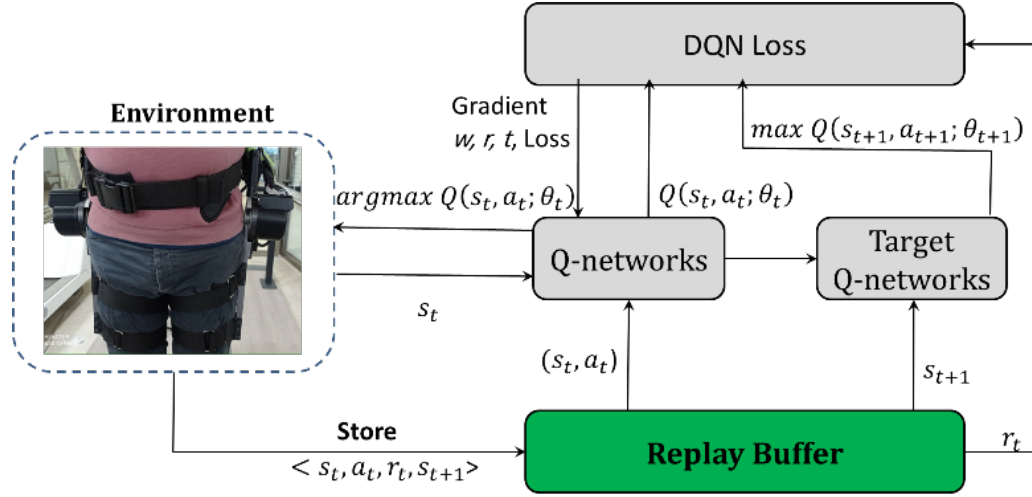 DQN Loss
Environment
Gradient
w, r, t, Loss
max Q(s_{t+1}, a_{t+1}; θ_{t+1})
argmax Q(s_t, a_t; θ_t)
Q(s_t, a_t; θ_t)
Q-networks
Target
Q-networks
s_t
(s_t, a_t)
s_{t+1}
Store
< s_t, a_t, r_t, s_{t+1}>
Replay Buffer
r_t